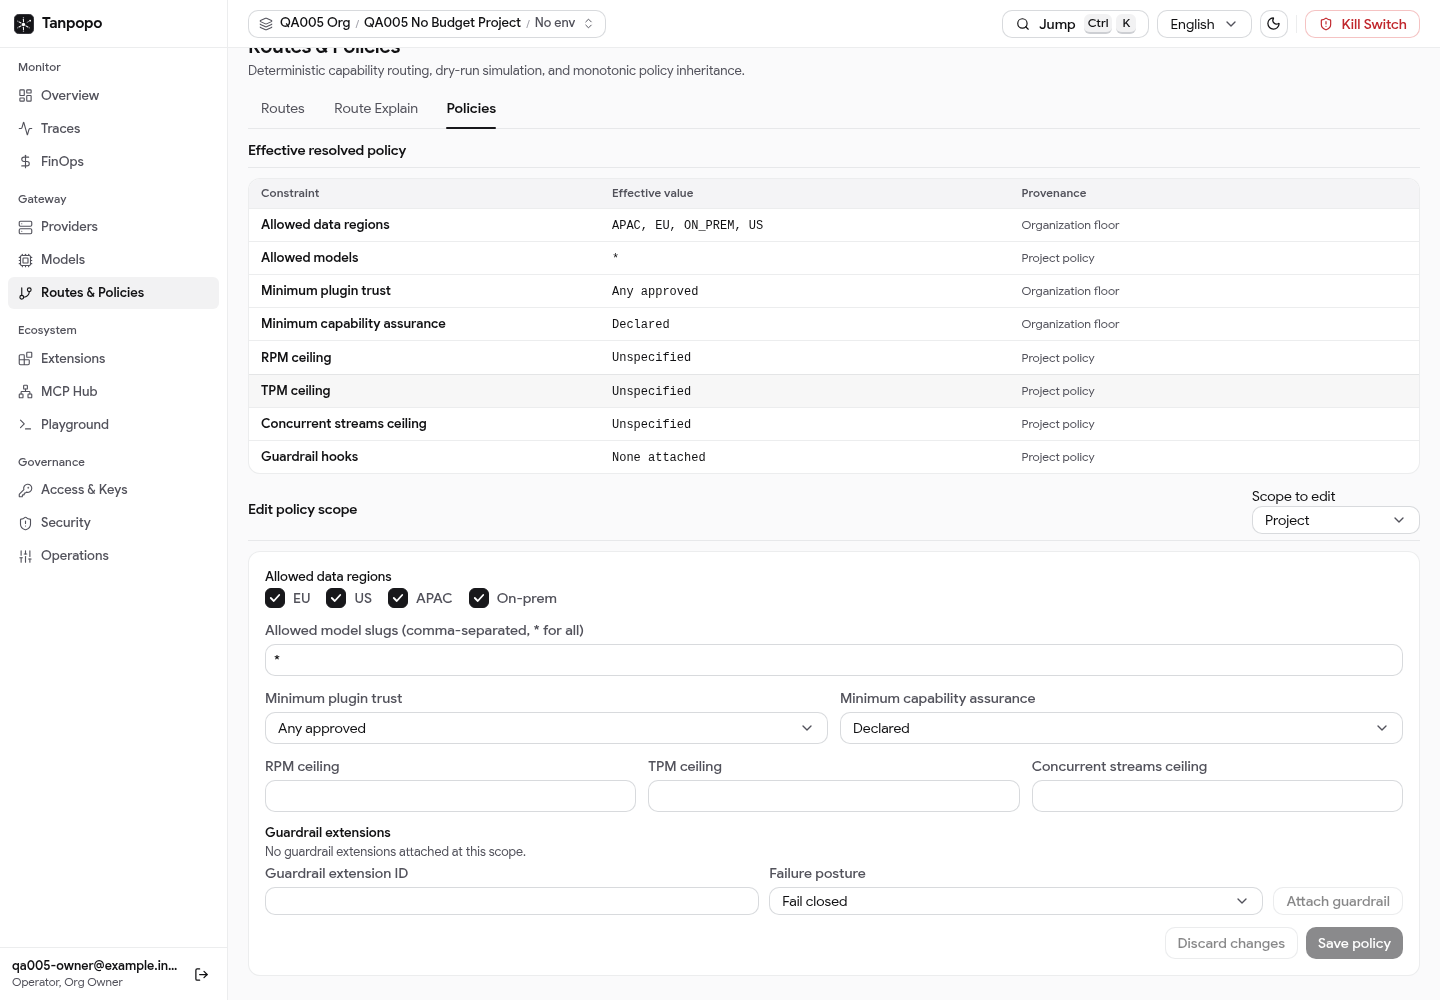 Tanpopo
QA005 Org / QA005 No Budget Project / No env
Jump Ctrl K
English
Kill Switch
Monitor
Overview
Traces
FinOps
Gateway
Providers
Models
Routes & Policies
Ecosystem
Extensions
MCP Hub
Playground
Governance
Access & Keys
Security
Operations
qa005-owner@example.in...
Operator, Org Owner
Routes & Policies
Deterministic capability routing, dry-run simulation, and monotonic policy inheritance.
Routes Route Explain Policies
Effective resolved policy
Constraint Effective value Provenance
Allowed data regions APAC, EU, ON_PREM, US Organization floor
Allowed models * Project policy
Minimum plugin trust Any approved Organization floor
Minimum capability assurance Declared Organization floor
RPM ceiling Unspecified Project policy
TPM ceiling Unspecified Project policy
Concurrent streams ceiling Unspecified Project policy
Guardrail hooks None attached Project policy
Edit policy scope
Scope to edit
Project
Allowed data regions
EU US APAC On-prem
Allowed model slugs (comma-separated, * for all)
*
Minimum plugin trust Minimum capability assurance
Any approved Declared
RPM ceiling TPM ceiling Concurrent streams ceiling
Guardrail extensions
No guardrail extensions attached at this scope.
Guardrail extension ID Failure posture
Fail closed Attach guardrail
Discard changes Save policy